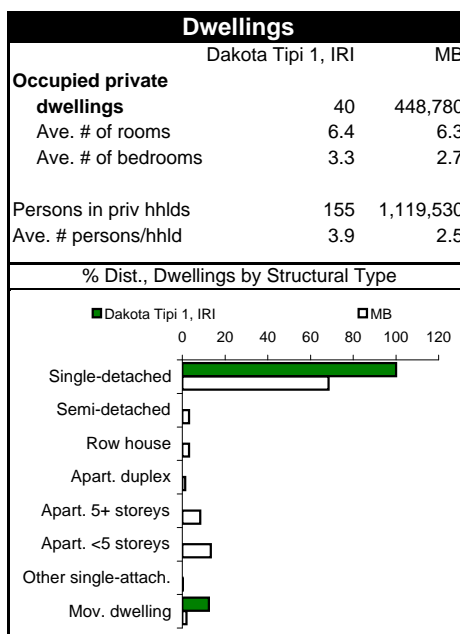 Dwellings
Dakota Tipi 1, IRI MB
Occupied private
dwellings 40 448,780
Ave. # of rooms 6.4 6.3
Ave. # of bedrooms 3.3 2.7
Persons in priv hhlds 155 1,119,530
Ave. # persons/hhld 3.9 2.5
% Dist., Dwellings by Structural Type
Dakota Tipi 1, IRI MB
0 20 40 60 80 100 120
Single-detached
Semi-detached
Row house
Apart. duplex
Apart. 5+ storeys
Apart. <5 storeys
Other single-attach.
Mov. dwelling